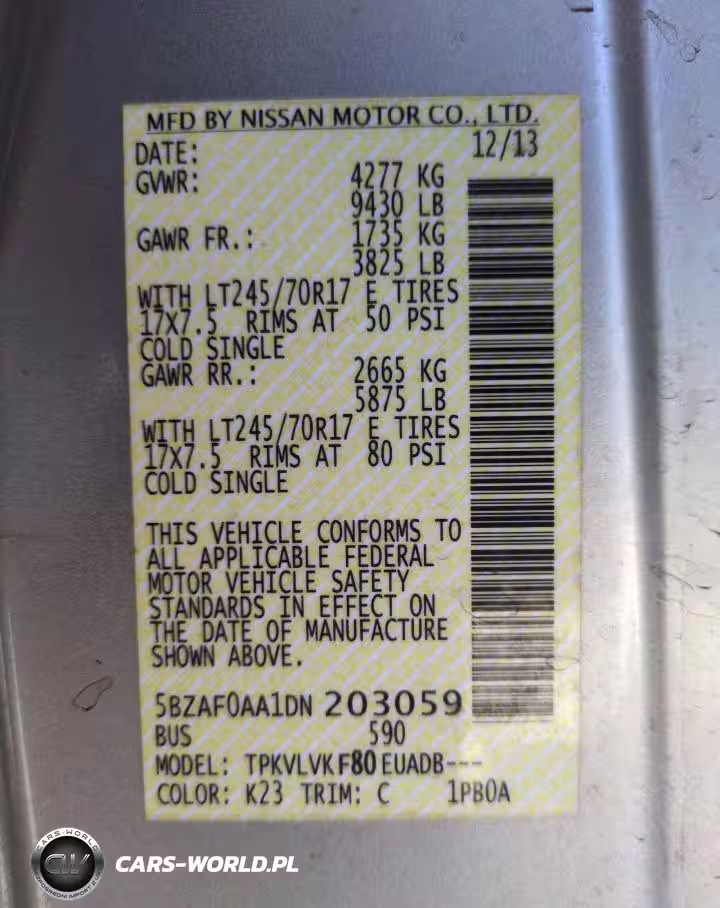 MFD BY NISSAN MOTOR CO., LTD.
DATE: 12/13
GVWR: 4277 KG
9430 LB
GAWR FR.: 1735 KG
3825 LB
WITH LT245/70R17 E TIRES
17X7.5 RIMS AT 50 PSI
COLD SINGLE
GAWR RR.: 2665 KG
5875 LB
WITH LT245/70R17 E TIRES
17X7.5 RIMS AT 80 PSI
COLD SINGLE
THIS VEHICLE CONFORMS TO
ALL APPLICABLE FEDERAL
MOTOR VEHICLE SAFETY
STANDARDS IN EFFECT ON
THE DATE OF MANUFACTURE
SHOWN ABOVE.
5BZAF0AA1DN 203059
BUS 590
MODEL: TPKVLVKF80EUADB---
COLOR: K23 TRIM: C 1PB0A
CARS-WORLD
CW
CARS-WORLD.PL